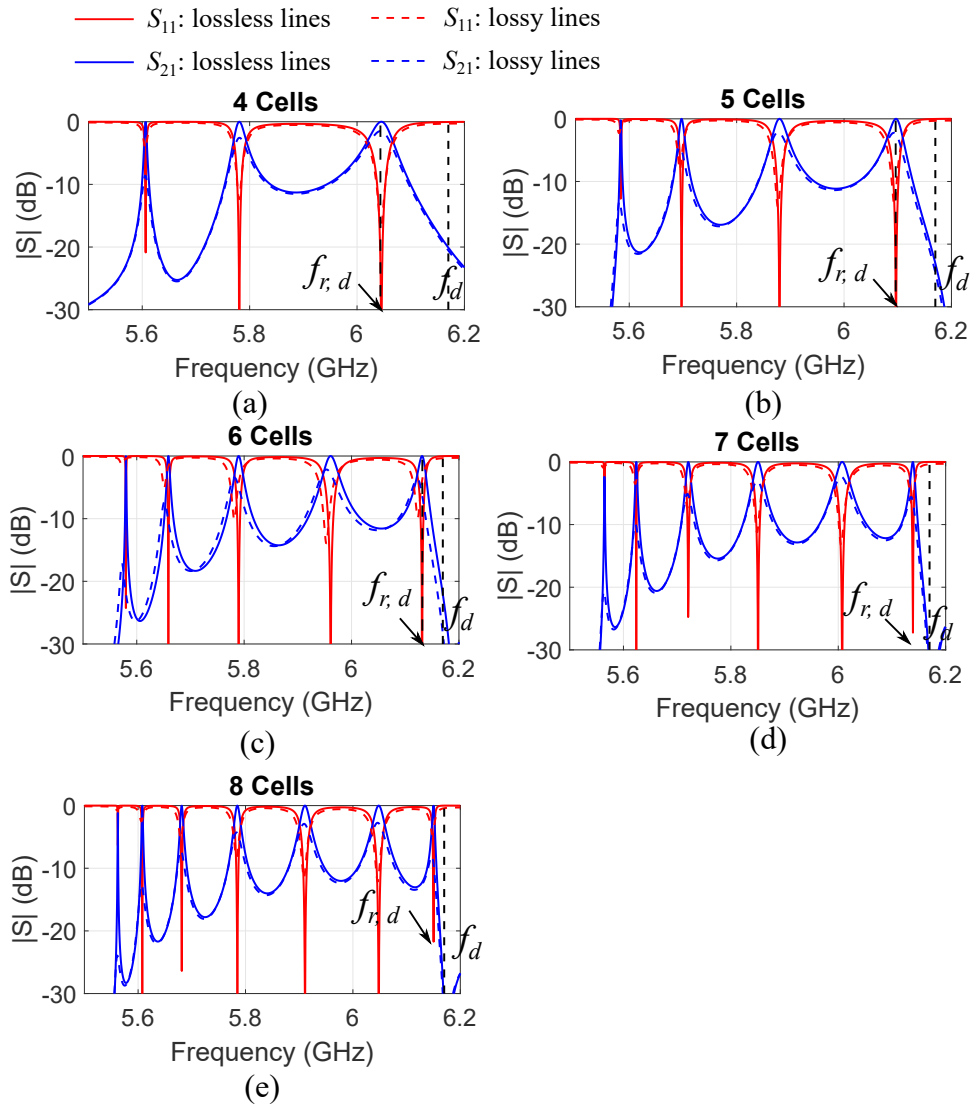 S11: lossless lines S11: lossy lines
S21: lossless lines S21: lossy lines
4 Cells
0
-10
-20
-30
|S| (dB)
fr, d
fd
5.6 5.8 6 6.2
Frequency (GHz)
(a)
5 Cells
0
-10
-20
-30
|S| (dB)
fr, d
fd
5.6 5.8 6 6.2
Frequency (GHz)
(b)
6 Cells
0
-10
-20
-30
|S| (dB)
fr, d
fd
5.6 5.8 6 6.2
Frequency (GHz)
(c)
7 Cells
0
-10
-20
-30
|S| (dB)
fr, d
fd
5.6 5.8 6 6.2
Frequency (GHz)
(d)
8 Cells
0
-10
-20
-30
|S| (dB)
fr, d
fd
5.6 5.8 6 6.2
Frequency (GHz)
(e)